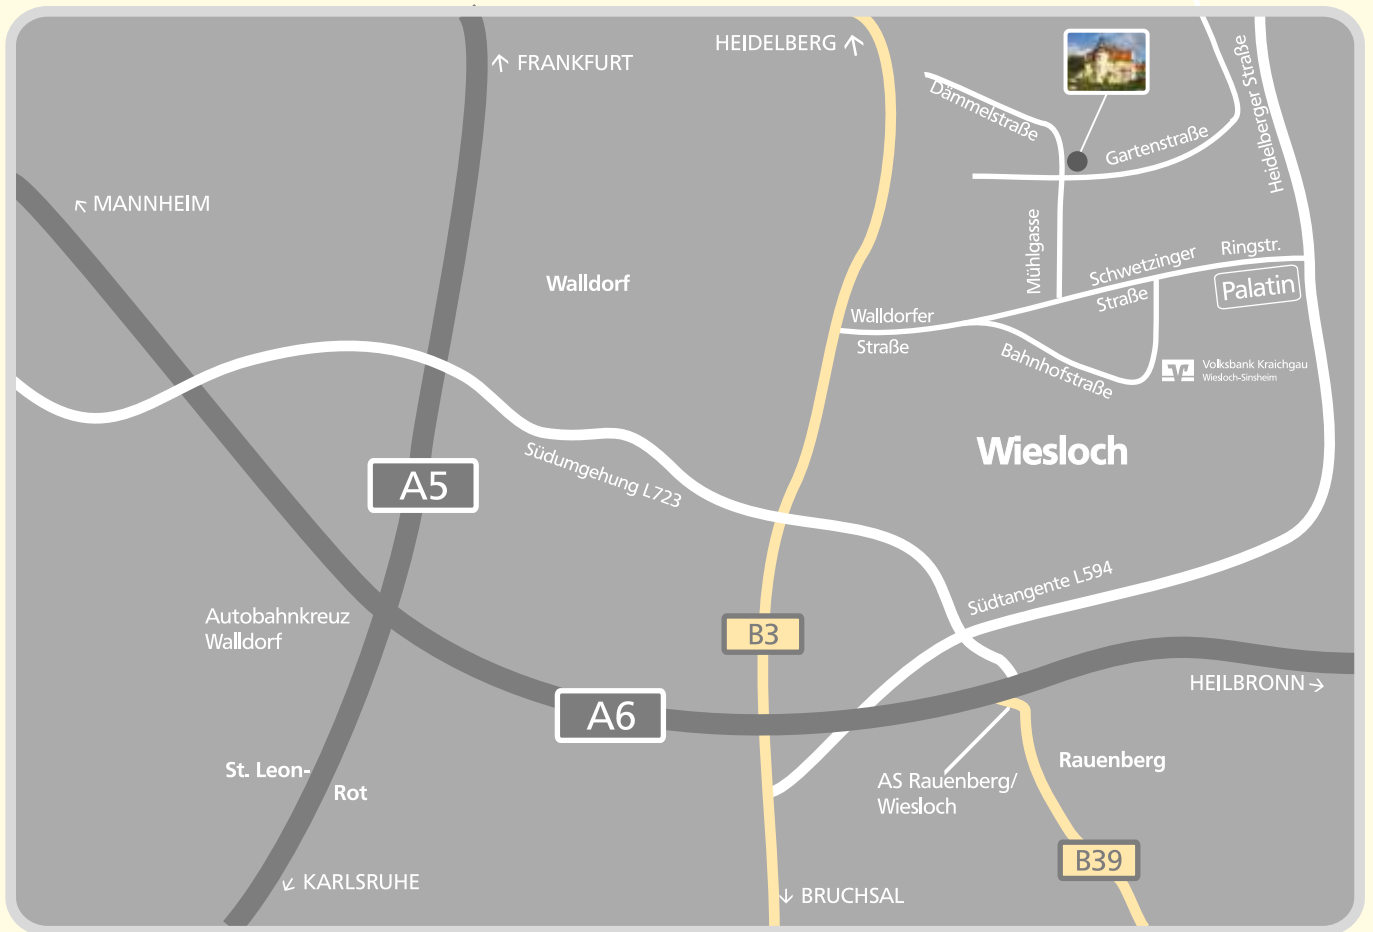 HEIDELBERG
FRANKFURT
Heidelberger Straße
Dämmelstraße
Gartenstraße
MANNHEIM
Mühlgasse
Ringstr.
Schwetzinger
Straße
Palatin
Walldorf
Walldorfer
Straße
Bahnhofstraße
Volksbank Kraichgau
Wiesloch-Sinsheim
Wiesloch
Südumgehung L723
A5
Südtangente L594
Autobahnkreuz
Walldorf
B3
HEILBRONN
A6
Rauenberg
St. Leon-
Rot
AS Rauenberg/
Wiesloch
B39
KARLSRUHE
BRUCHSAL